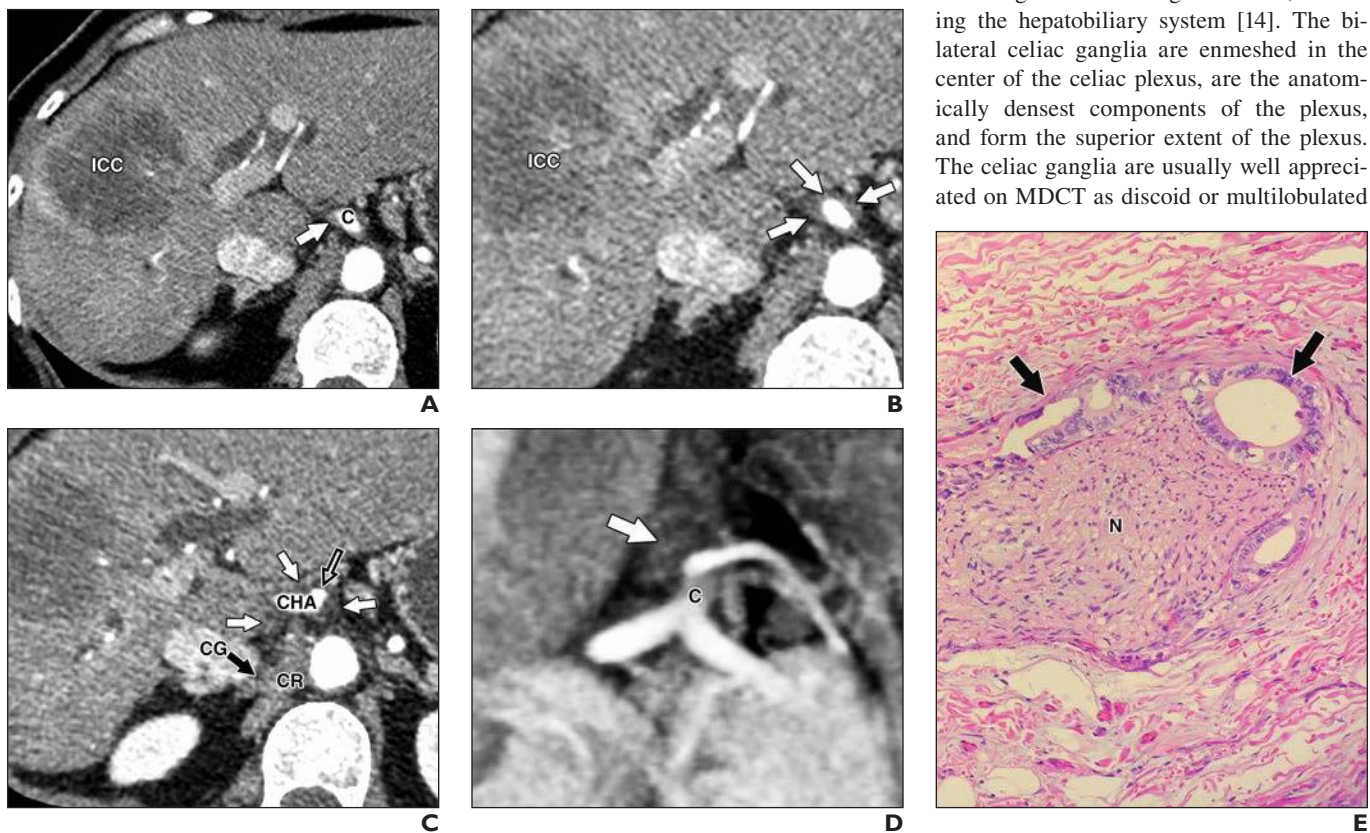 ing the hepatobiliary system [14]. The bi-
lateral celiac ganglia are enmeshed in the
center of the celiac plexus, are the anatom-
ically densest components of the plexus,
and form the superior extent of the plexus.
The celiac ganglia are usually well appreci-
ated on MDCT as discoid or multilobulated
ICC
C
A
ICC
B
CHA
CG
CR
C
C
D
N
E